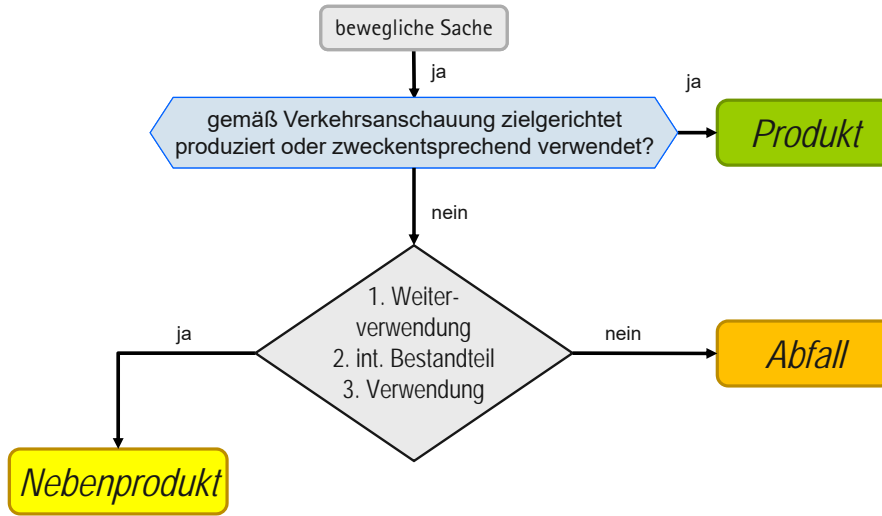 bewegliche Sache
ja
ja
gemäß Verkehrsanschauung zielgerichtet
produziert oder zweckentsprechend verwendet?
Produkt
nein
1. Weiter-
verwendung
2. int. Bestandteil
3. Verwendung
ja
nein
Abfall
Nebenprodukt